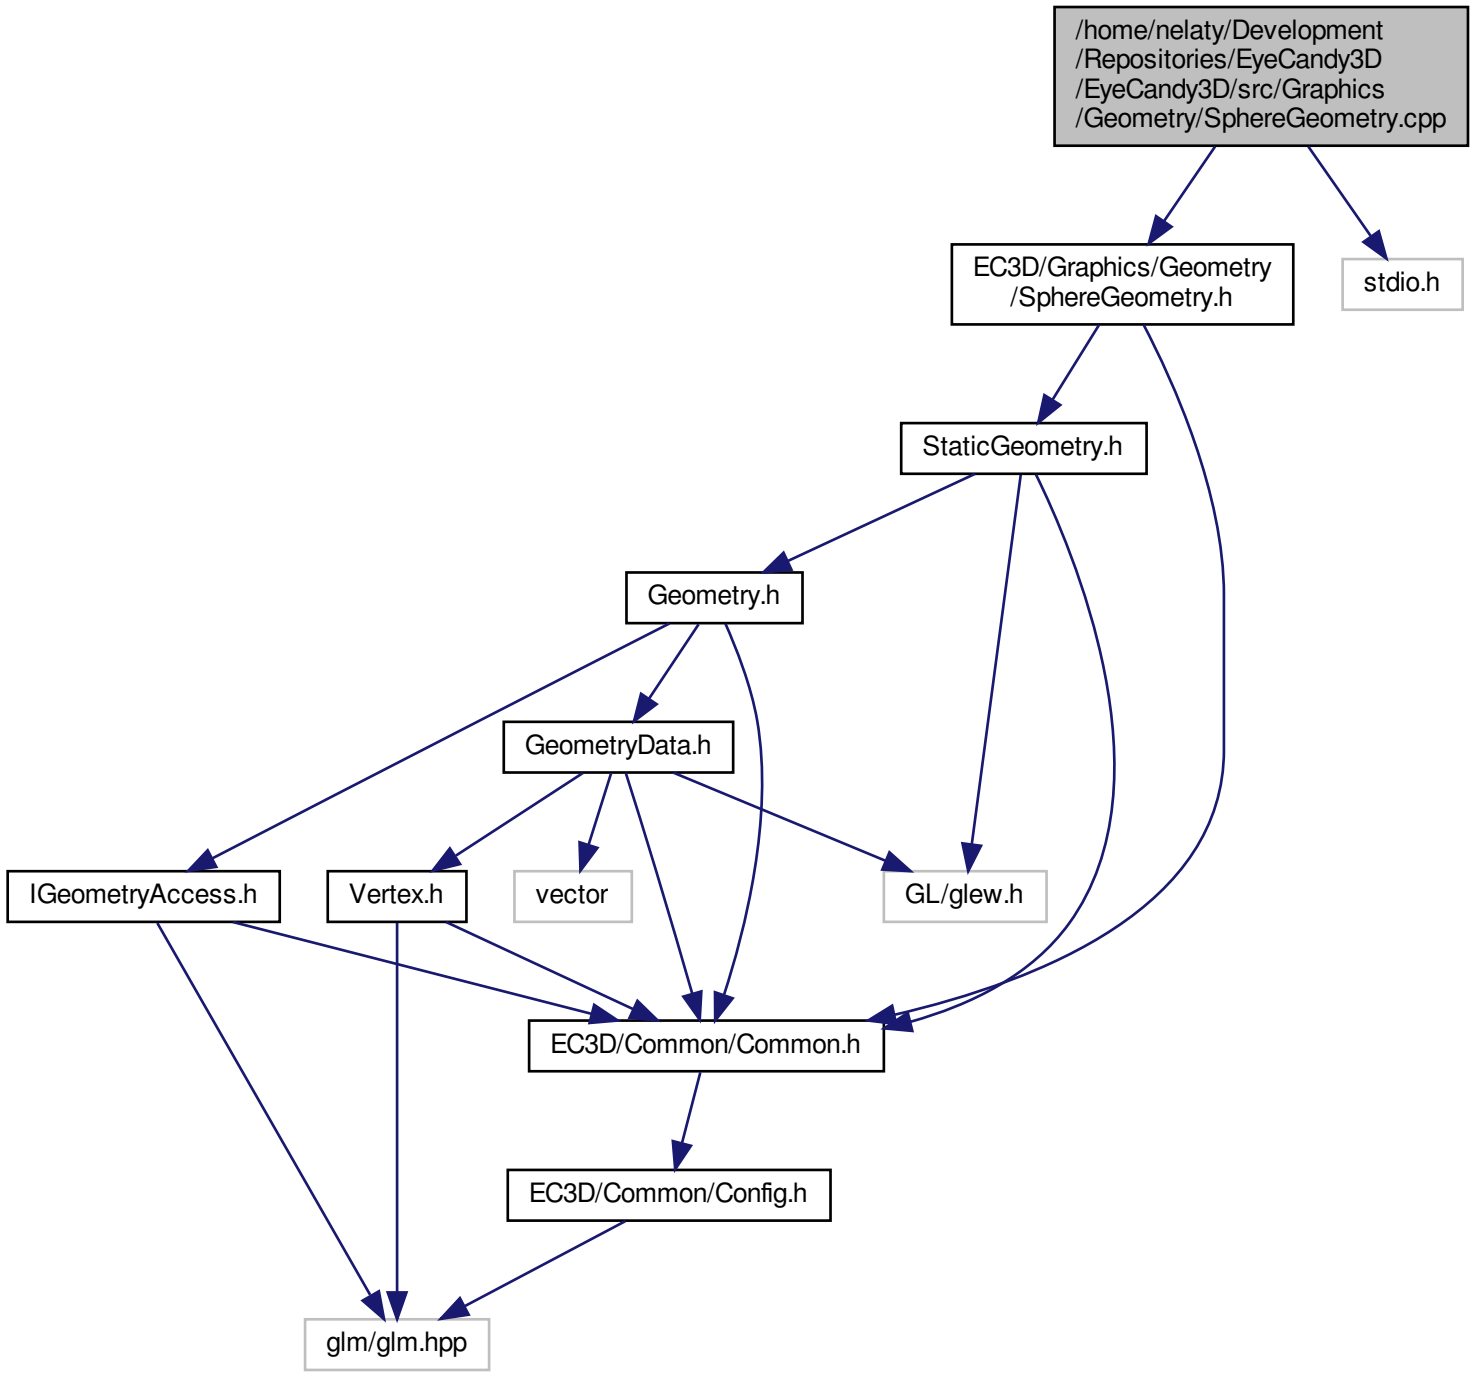 /home/nelaty/Development
/Repositories/EyeCandy3D
/EyeCandy3D/src/Graphics
/Geometry/SphereGeometry.cpp
EC3D/Graphics/Geometry
/SphereGeometry.h
stdio.h
StaticGeometry.h
Geometry.h
GeometryData.h
IGeometryAccess.h
Vertex.h
vector
GL/glew.h
EC3D/Common/Common.h
EC3D/Common/Config.h
glm/glm.hpp